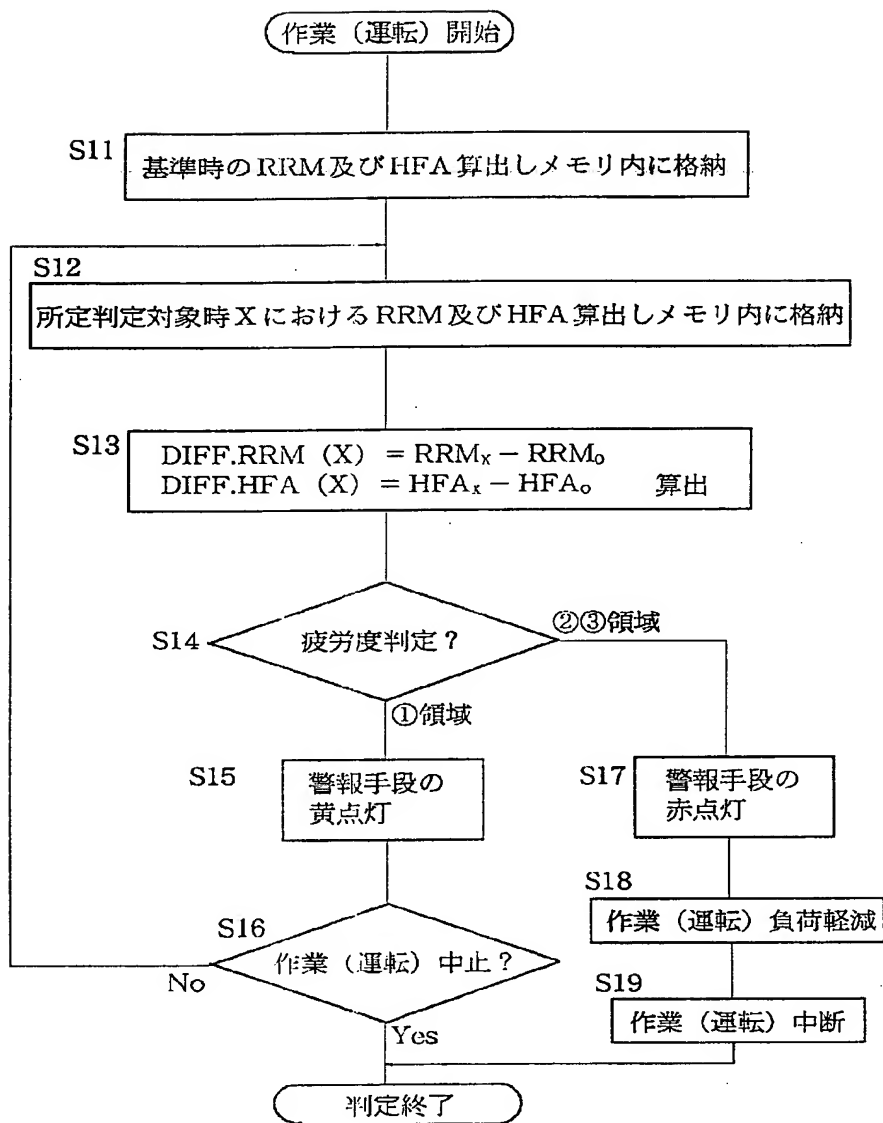 作業（運転）開始
S11
基準時のRRM及びHFA算出しメモリ内に格納
S12
所定判定対象時XにおけるRRM及びHFA算出しメモリ内に格納
S13
DIFF.RRM (X) = RRMx − RRMo
DIFF.HFA (X) = HFAx − HFAo 算出
S14
疲労度判定？
②③領域
①領域
S15
警報手段の
黄点灯
S17
警報手段の
赤点灯
S18
作業（運転）負荷軽減
S16
作業（運転）中止？
No
Yes
S19
作業（運転）中断
判定終了